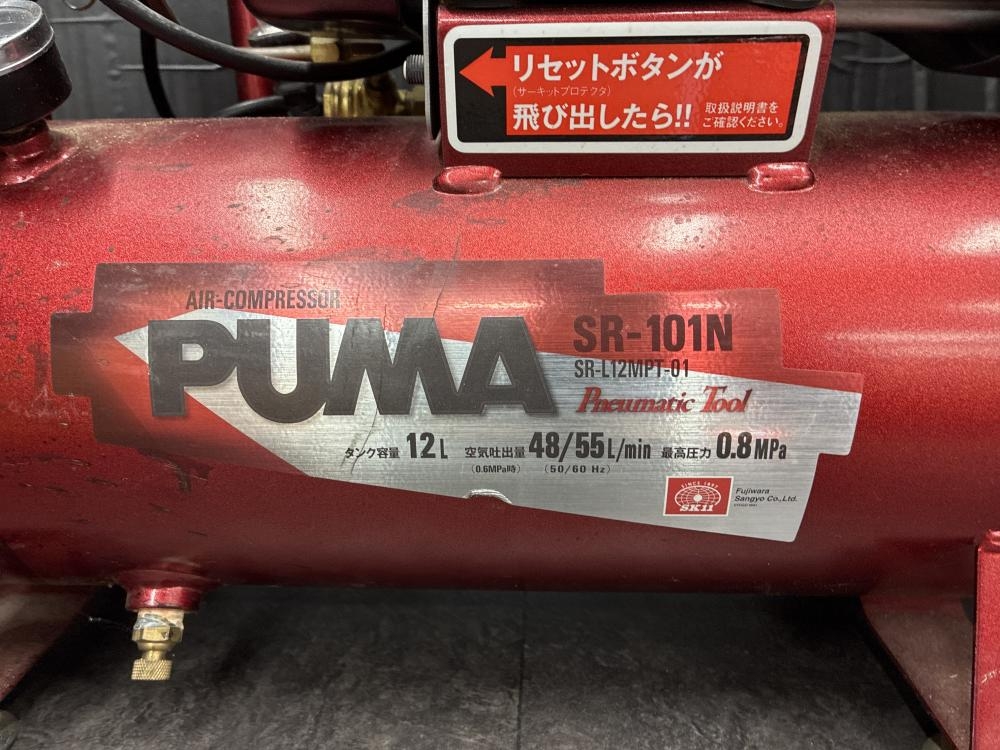 リセットボタンが
(サーキットプロテクタ)
飛び出したら!! 取扱説明書を
ご確認ください。
AIR-COMPRESSOR
PUMA
SR-101N
SR-L12MPT-01
Pneumatic Tool
タンク容量 12L 空気吐出量 48/55L/min 最高圧力 0.8MPa
(0.6MPa時) (50/60 Hz)
SINCE 1897
SK11
Fujiwara
Sangyo Co.,Ltd.